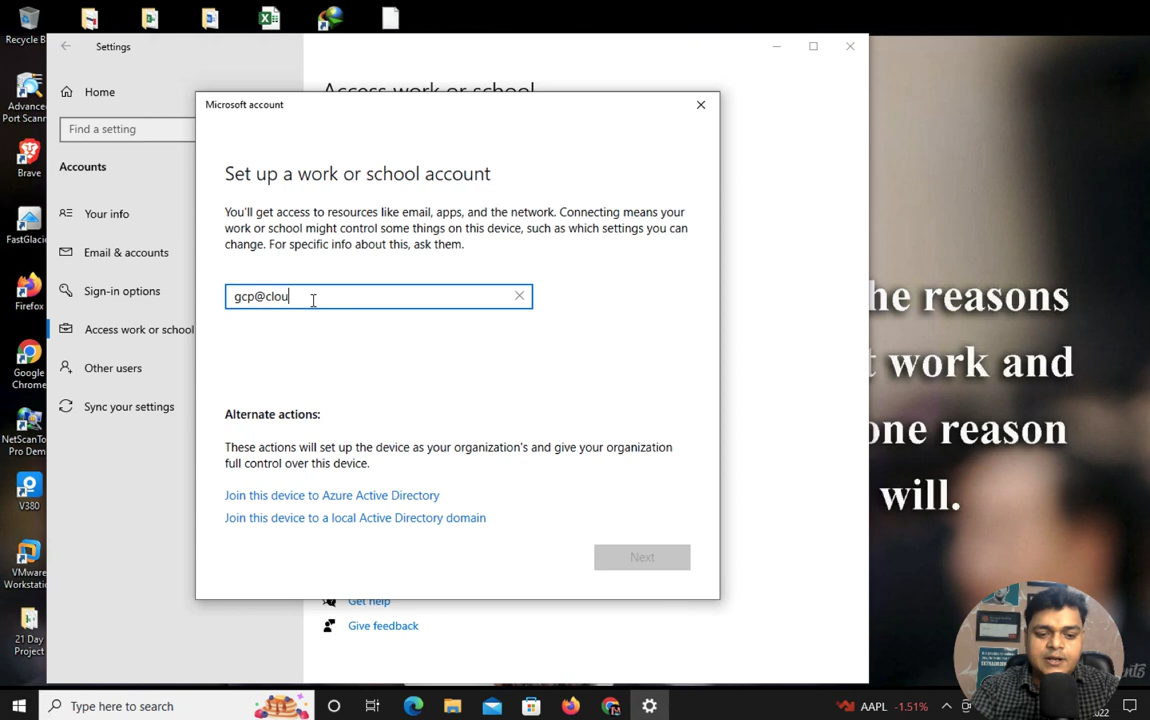 Recycle B
Settings
Home
Find a setting
Accounts
Your info
Email & accounts
Sign-in options
Access work or school
Other users
Sync your settings
Access work or school
Microsoft account
Set up a work or school account
You'll get access to resources like email, apps, and the network. Connecting means your
work or school might control some things on this device, such as which settings you can
change. For specific info about this, ask them.
gcp@clou
Alternate actions:
These actions will set up the device as your organization's and give your organization
full control over this device.
Join this device to Azure Active Directory
Join this device to a local Active Directory domain
Next
Get help
Give feedback
Advance
Port Scann
Brave
FastGlacie
Firefox
Google
Chrome
NetScanTo
Pro Dem
V380
VMware
Workstatio
21 Day
Project
he reasons
t work and
one reason
will.
Type here to search
AAPL -1.51%